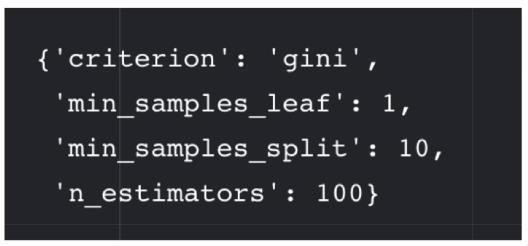 {'criterion': 'gini',
'min_samples_leaf': 1,
'min_samples_split': 10,
'n_estimators': 100}